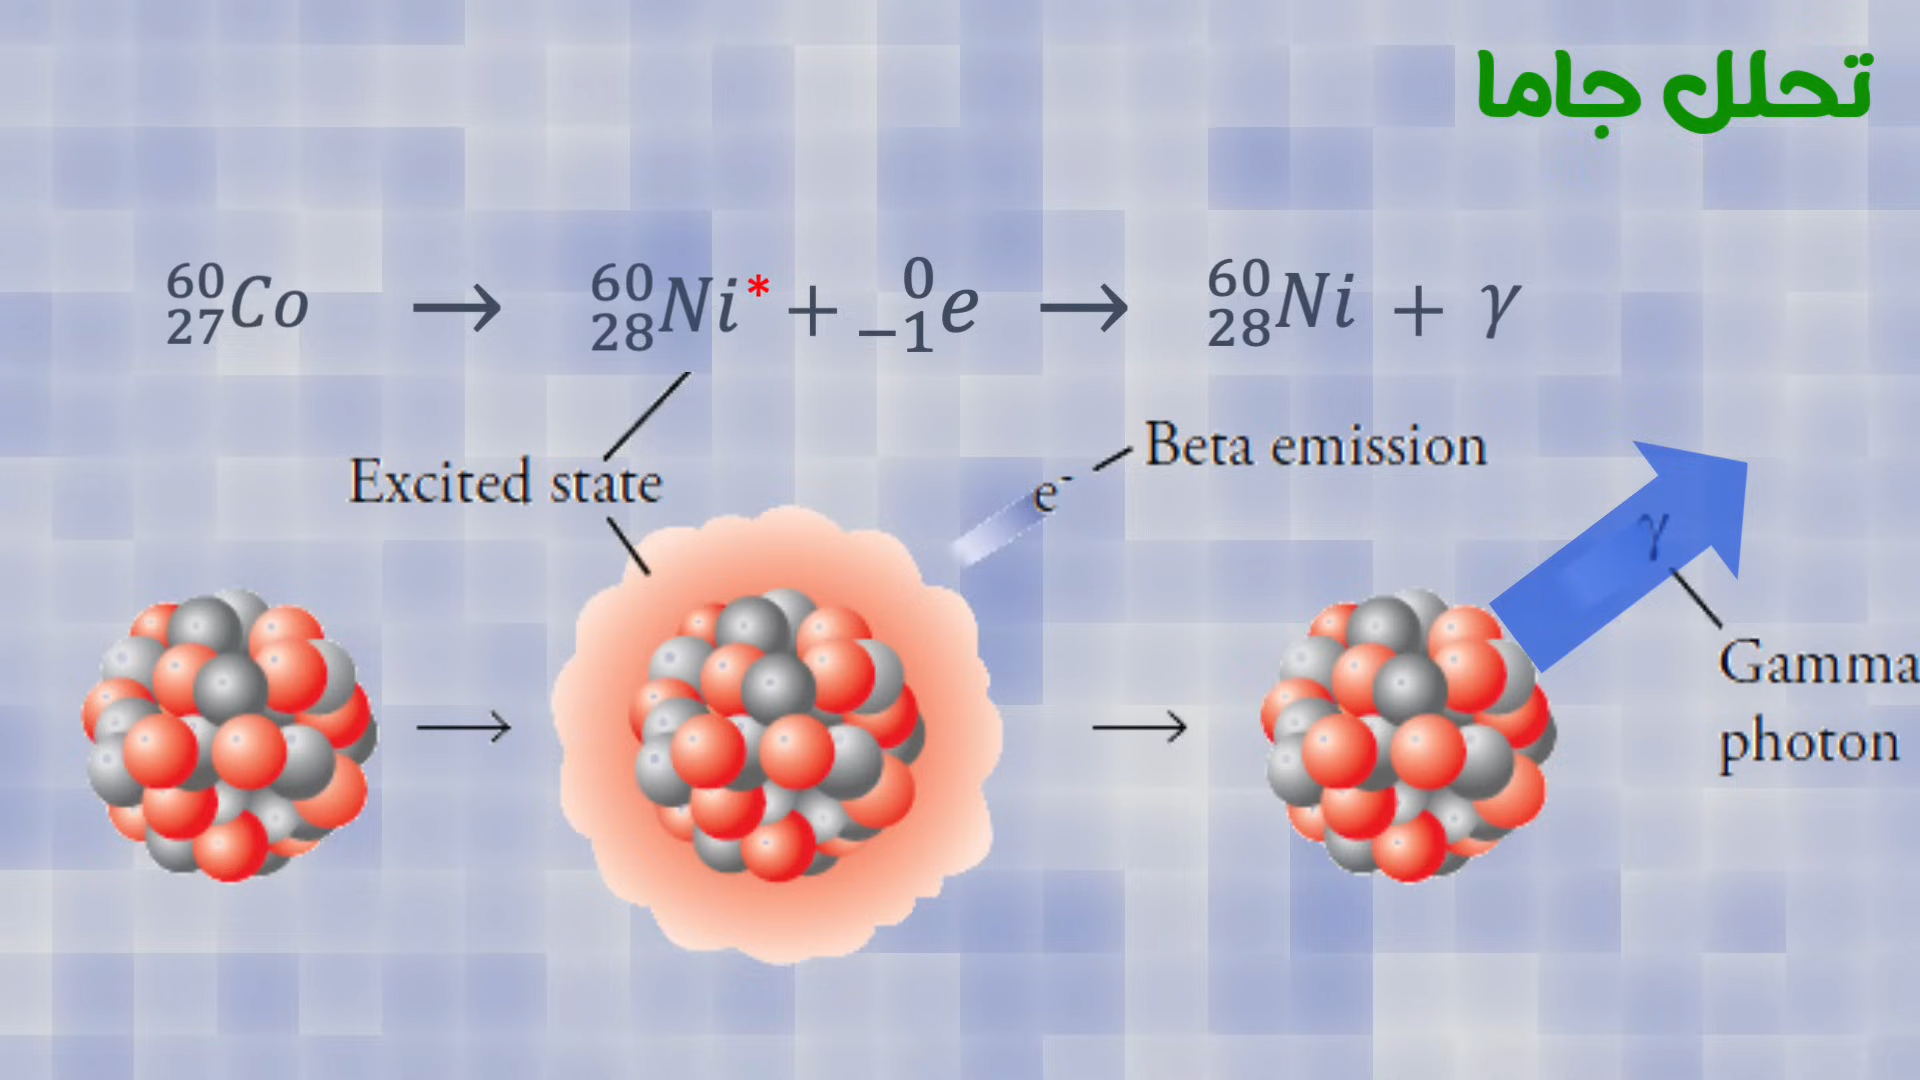 تحلل جاما
⁶⁰₂₇Co → ⁶⁰₂₈Ni* + ⁰₋₁e → ⁶⁰₂₈Ni + γ
Excited state
Beta emission
e⁻
γ
Gamma
photon